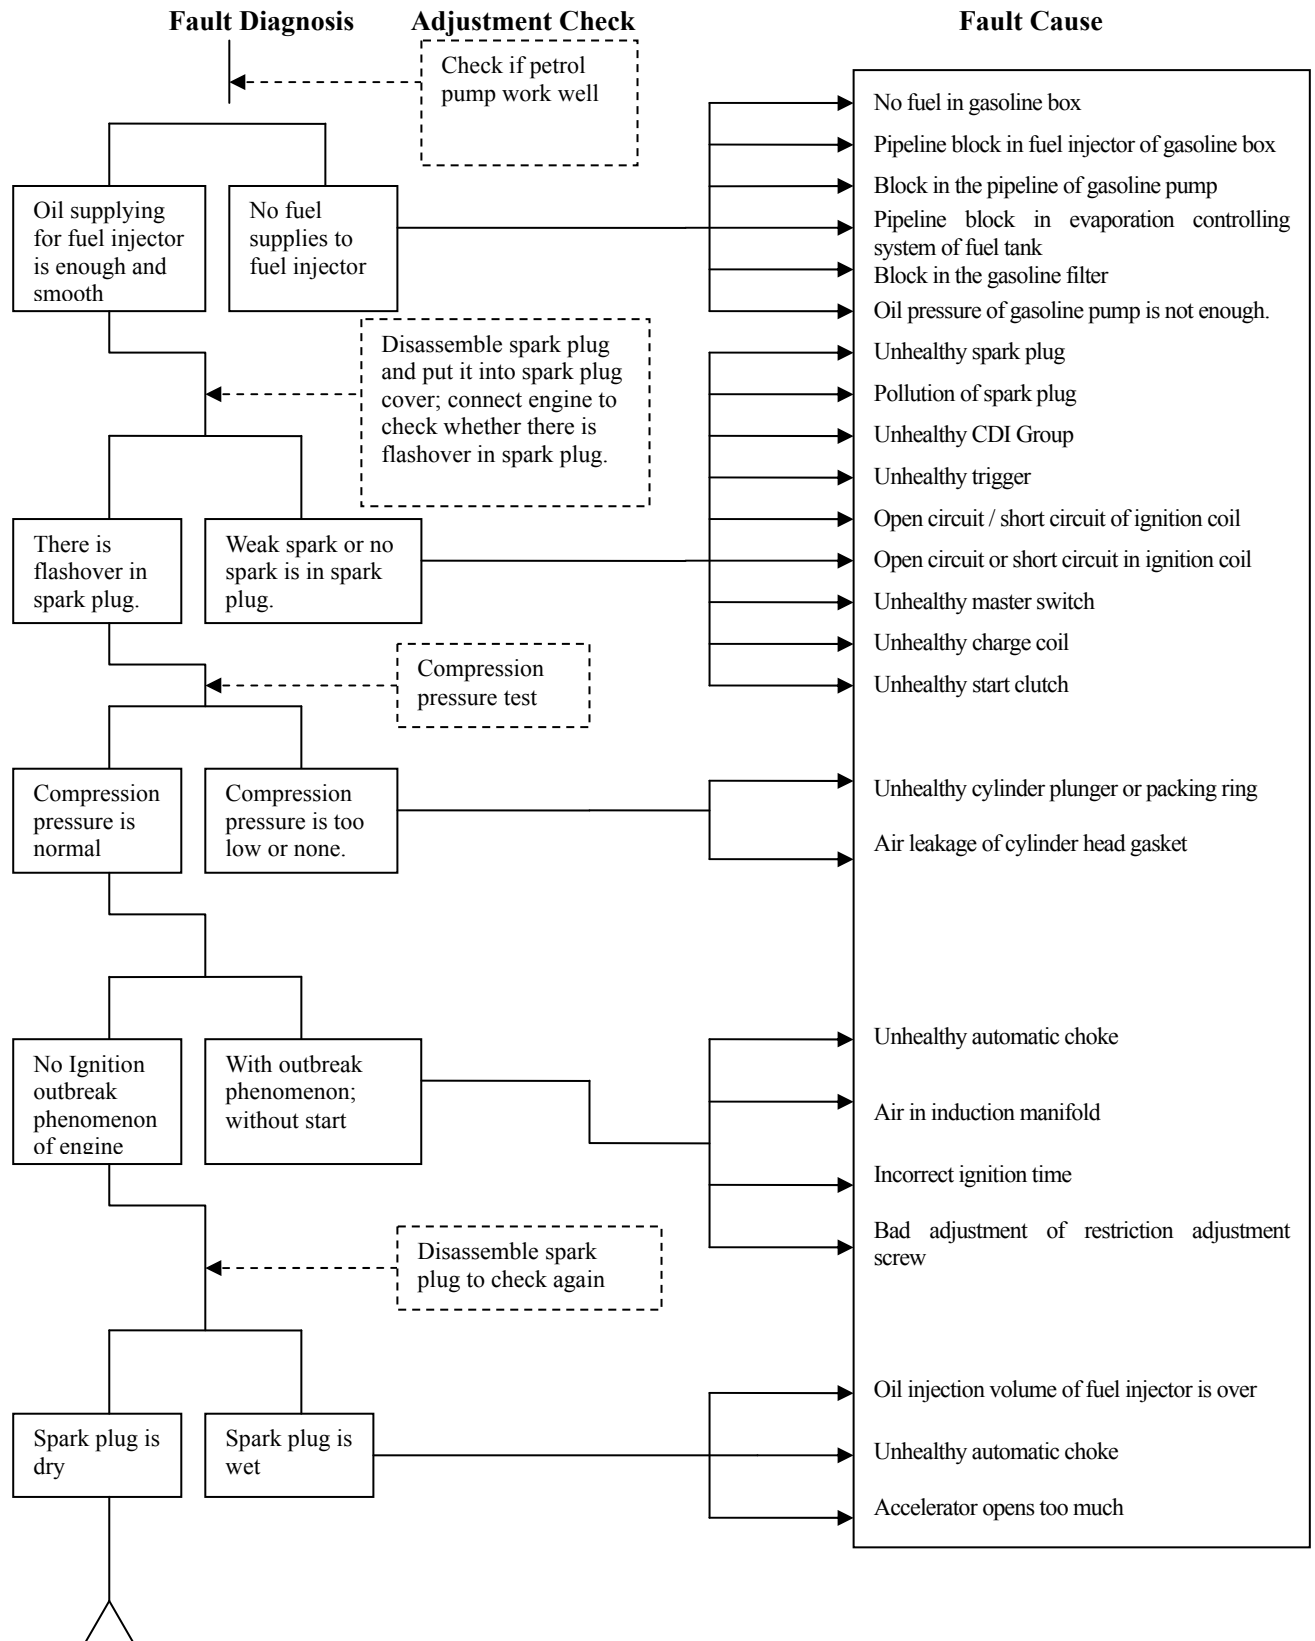 Fault Diagnosis
Adjustment Check
Fault Cause
Check if petrol
pump work well
No fuel in gasoline box
Pipeline block in fuel injector of gasoline box
Block in the pipeline of gasoline pump
Pipeline block in evaporation controlling
system of fuel tank
Block in the gasoline filter
Oil pressure of gasoline pump is not enough.
Oil supplying
for fuel injector
is enough and
smooth
No fuel
supplies to
fuel injector
Disassemble spark plug
and put it into spark plug
cover; connect engine to
check whether there is
flashover in spark plug.
Unhealthy spark plug
Pollution of spark plug
Unhealthy CDI Group
Unhealthy trigger
Open circuit / short circuit of ignition coil
Open circuit or short circuit in ignition coil
Unhealthy master switch
Unhealthy charge coil
Unhealthy start clutch
There is
flashover in
spark plug.
Weak spark or no
spark is in spark
plug.
Compression
pressure test
Compression
pressure is
normal
Compression
pressure is too
low or none.
Unhealthy cylinder plunger or packing ring
Air leakage of cylinder head gasket
No Ignition
outbreak
phenomenon
of engine
With outbreak
phenomenon;
without start
Unhealthy automatic choke
Air in induction manifold
Incorrect ignition time
Bad adjustment of restriction adjustment
screw
Disassemble spark
plug to check again
Spark plug is
dry
Spark plug is
wet
Oil injection volume of fuel injector is over
Unhealthy automatic choke
Accelerator opens too much